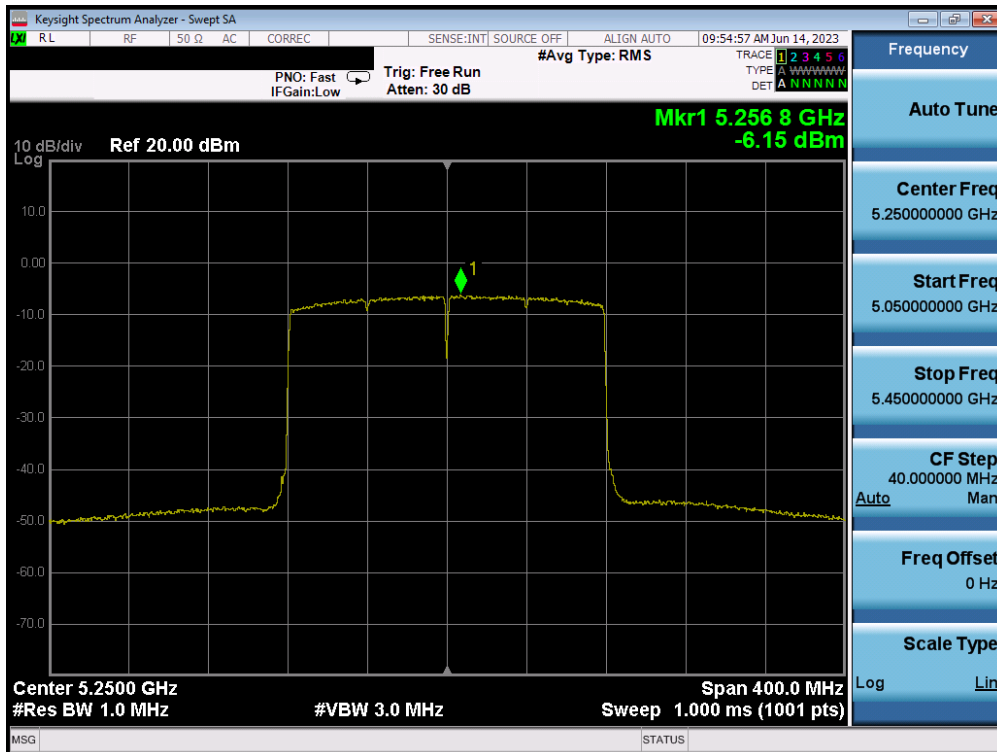 Keysight Spectrum Analyzer - Swept SA
LXI RL RF 50 Ω AC CORREC SENSE:INT SOURCE OFF ALIGN AUTO 09:54:57 AM Jun 14, 2023
#Avg Type: RMS TRACE 1 2 3 4 5 6
PNO: Fast Trig: Free Run TYPE A WWWWW
IFGain:Low Atten: 30 dB DET A N N N N N
Mkr1 5.256 8 GHz
-6.15 dBm
10 dB/div Ref 20.00 dBm
Log
10.0
0.00
-10.0
-20.0
-30.0
-40.0
-50.0
-60.0
-70.0
1
Center 5.2500 GHz Span 400.0 MHz
#Res BW 1.0 MHz #VBW 3.0 MHz Sweep 1.000 ms (1001 pts)
MSG STATUS
Frequency
Auto Tune
Center Freq
5.250000000 GHz
Start Freq
5.050000000 GHz
Stop Freq
5.450000000 GHz
CF Step
40.000000 MHz
Auto Man
Freq Offset
0 Hz
Scale Type
Log Lin